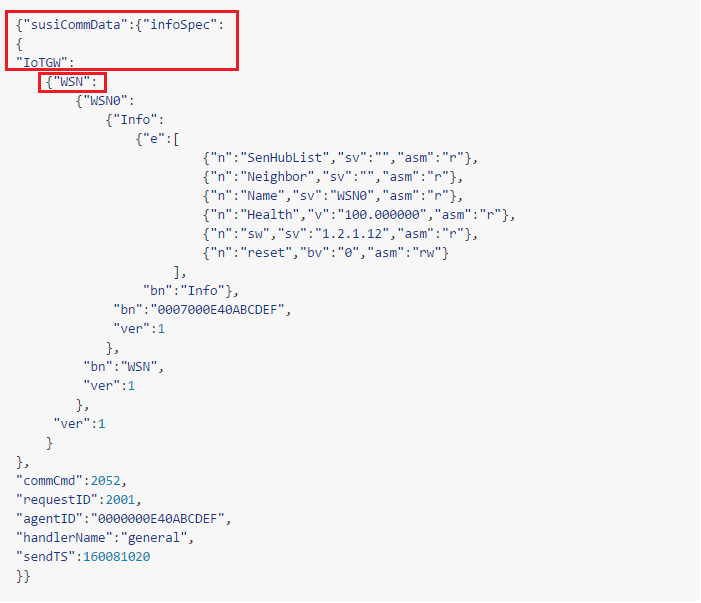 {"susiCommData":{"infoSpec":
{
"IoTGW":
{"WSN":
{"WSN0":
{"Info":
{"e":[
{"n":"SenHubList","sv":"","asm":"r"},
{"n":"Neighbor","sv":"","asm":"r"},
{"n":"Name","sv":"WSN0","asm":"r"},
{"n":"Health","v":"100.000000","asm":"r"},
{"n":"sw","sv":"1.2.1.12","asm":"r"},
{"n":"reset","bv":"0","asm":"rw"}
],
"bn":"Info"},
"bn":"0007000E40ABCDEF",
"ver":1
},
"bn":"WSN",
"ver":1
},
"ver":1
}
},
"commCmd":2052,
"requestID":2001,
"agentID":"0000000E40ABCDEF",
"handlerName":"general",
"sendTS":160081020
}}